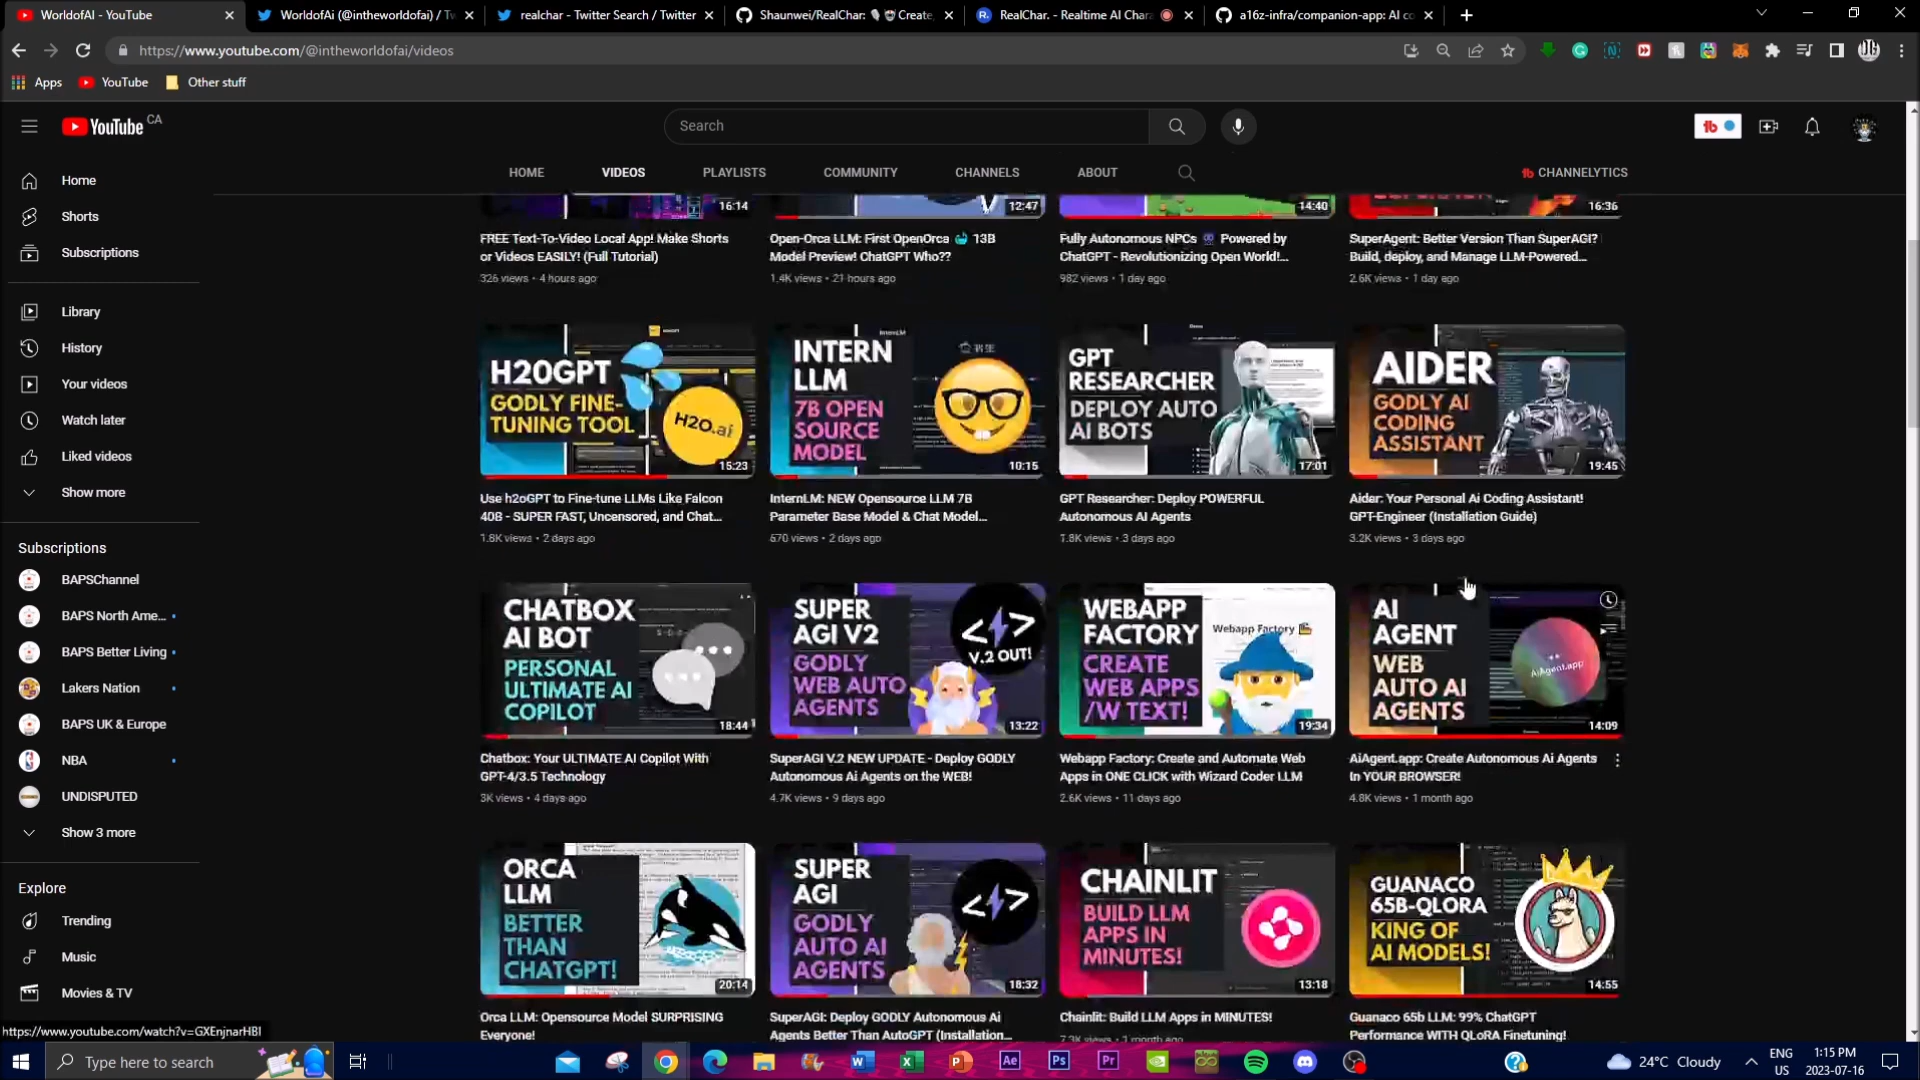 WorldofAI - YouTube
WorldofAi (@intheworldofai) / Tw
realchar - Twitter Search / Twitter
Shaunwei/RealChar: Create,
RealChar. - Realtime AI Chara
a16z-infra/companion-app: AI co
https://www.youtube.com/@intheworldofai/videos
Apps
YouTube
Other stuff
YouTube CA
Search
HOME
VIDEOS
PLAYLISTS
COMMUNITY
CHANNELS
ABOUT
CHANNELYTICS
Home
Shorts
Subscriptions
Library
History
Your videos
Watch later
Liked videos
Show more
Subscriptions
BAPSChannel
BAPS North Ame...
BAPS Better Living
Lakers Nation
BAPS UK & Europe
NBA
UNDISPUTED
Show 3 more
Explore
Trending
Music
Movies & TV
16:14
12:47
14:40
16:36
FREE Text-To-Video Local App! Make Shorts
or Videos EASILY! (Full Tutorial)
326 views • 4 hours ago
Open-Orca LLM: First OpenOrca 13B
Model Preview! ChatGPT Who??
1.4K views • 21 hours ago
Fully Autonomous NPCs Powered by
ChatGPT - Revolutionizing Open World!...
982 views • 1 day ago
SuperAgent: Better Version Than SuperAGI?
Build, deploy, and Manage LLM-Powered...
2.6K views • 1 day ago
H20GPT
GODLY FINE-
TUNING TOOL
H2O.ai
15:23
INTERN
LLM
7B OPEN
SOURCE
MODEL
10:15
GPT
RESEARCHER
DEPLOY AUTO
AI BOTS
17:01
AIDER
GODLY AI
CODING
ASSISTANT
19:45
Use h2oGPT to Fine-tune LLMs Like Falcon
40B - SUPER FAST, Uncensored, and Chat...
1.8K views • 2 days ago
InternLM: NEW Opensource LLM 7B
Parameter Base Model & Chat Model...
670 views • 2 days ago
GPT Researcher: Deploy POWERFUL
Autonomous AI Agents
1.8K views • 3 days ago
Aider: Your Personal Ai Coding Assistant!
GPT-Engineer (Installation Guide)
3.2K views • 3 days ago
CHATBOX
AI BOT
PERSONAL
ULTIMATE AI
COPILOT
18:44
SUPER
AGI V2
GODLY
WEB AUTO
AGENTS
</>
V.2 OUT!
13:22
WEBAPP
FACTORY
CREATE
WEB APPS
/W TEXT!
Webapp Factory
19:34
AI
AGENT
WEB
AUTO AI
AGENTS
AiAgent.app
14:09
Chatbox: Your ULTIMATE AI Copilot With
GPT-4/3.5 Technology
3K views • 4 days ago
SuperAGI V.2 NEW UPDATE - Deploy GODLY
Autonomous Ai Agents on the WEB!
4.7K views • 9 days ago
Webapp Factory: Create and Automate Web
Apps in ONE CLICK with Wizard Coder LLM
2.6K views • 11 days ago
AiAgent.app: Create Autonomous Ai Agents
In YOUR BROWSER!
4.8K views • 1 month ago
ORCA
LLM
BETTER
THAN
CHATGPT!
20:14
SUPER
AGI
GODLY
AUTO AI
AGENTS
</>
18:32
CHAINLIT
BUILD LLM
APPS IN
MINUTES!
13:18
GUANACO
65B-QLORA
KING OF
AI MODELS!
14:55
Orca LLM: Opensource Model SURPRISING
Everyone!
SuperAGI: Deploy GODLY Autonomous Ai
Agents Better Than AutoGPT (Installation
Chainlit: Build LLM Apps in MINUTES!
7.3K views • 1 month ago
Guanaco 65b LLM: 99% ChatGPT
Performance WITH QLoRA Finetuning!
https://www.youtube.com/watch?v=GXEnjnarHBI
Type here to search
24°C Cloudy
ENG
US
1:15 PM
2023-07-16